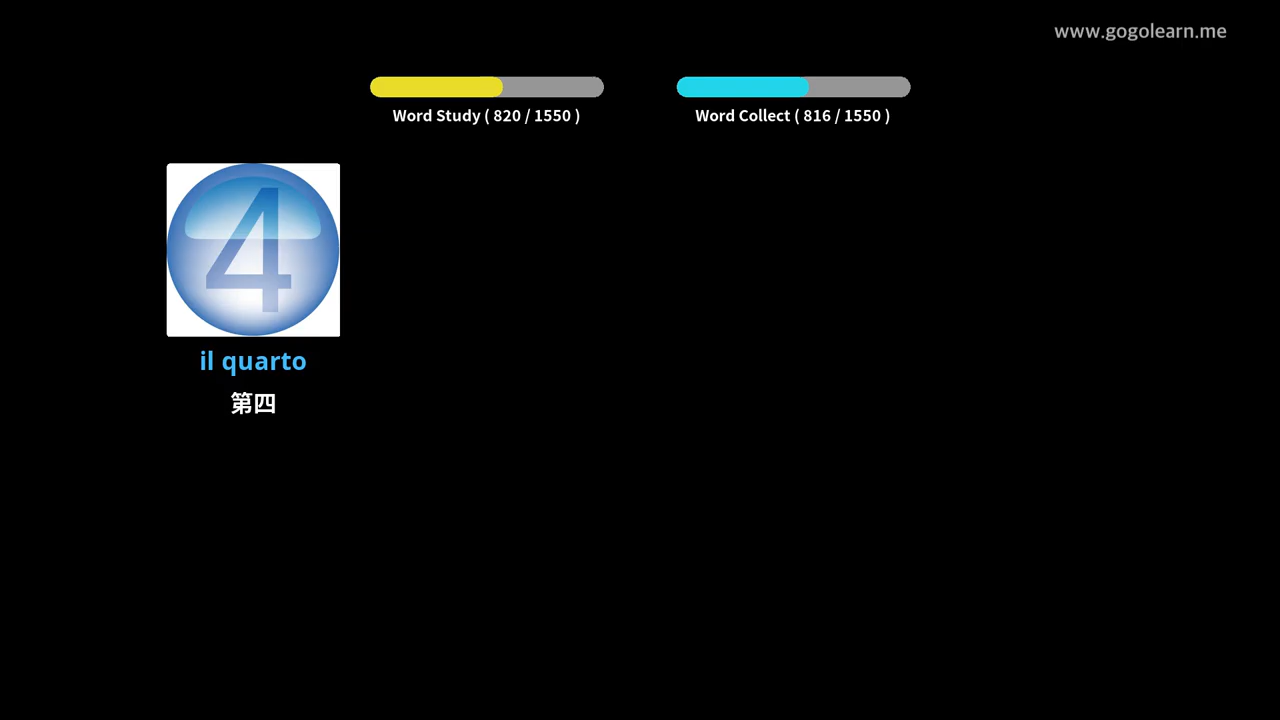 www.gogolearn.me
Word Study ( 820 / 1550 )
Word Collect ( 816 / 1550 )
4
il quarto
第四